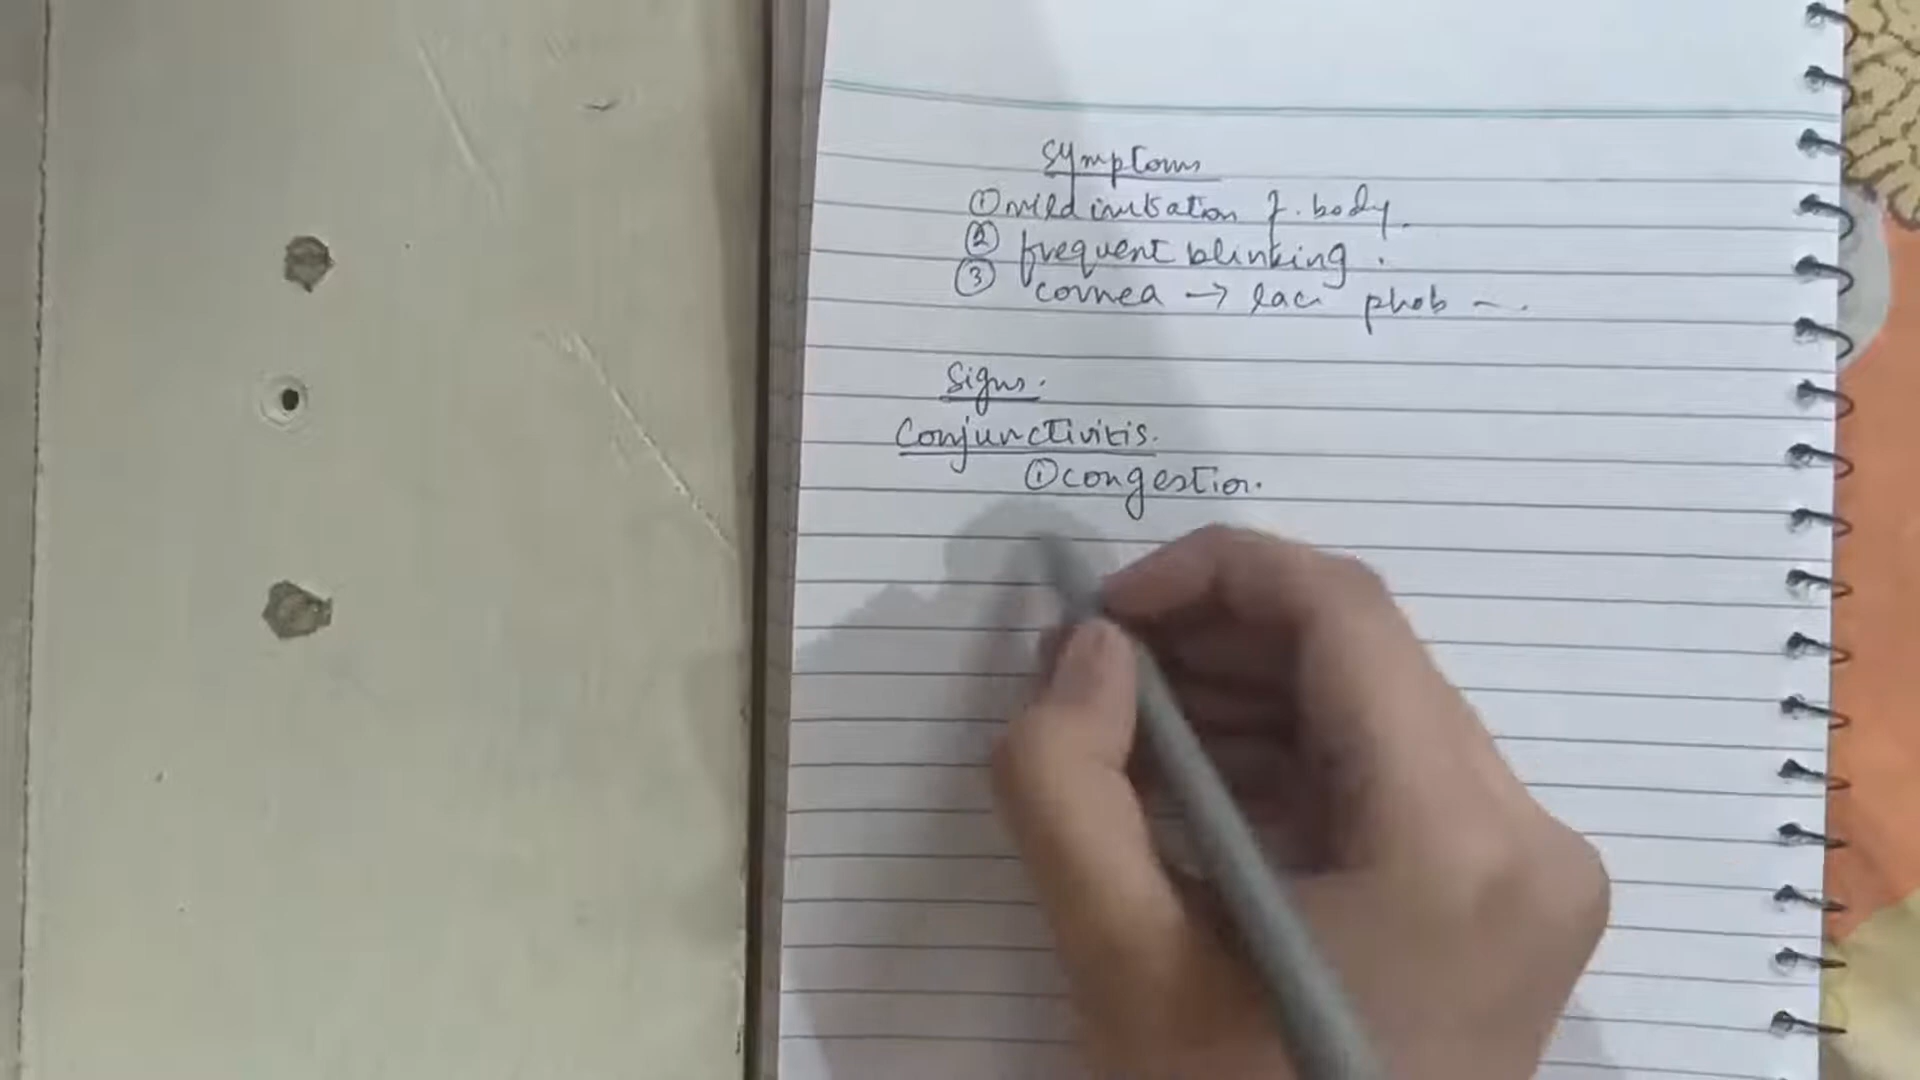 Symptoms
① mild irritation f. body.
② frequent blinking.
③ cornea → lac phob ~.
Signs.
Conjunctivitis.
① congestion.